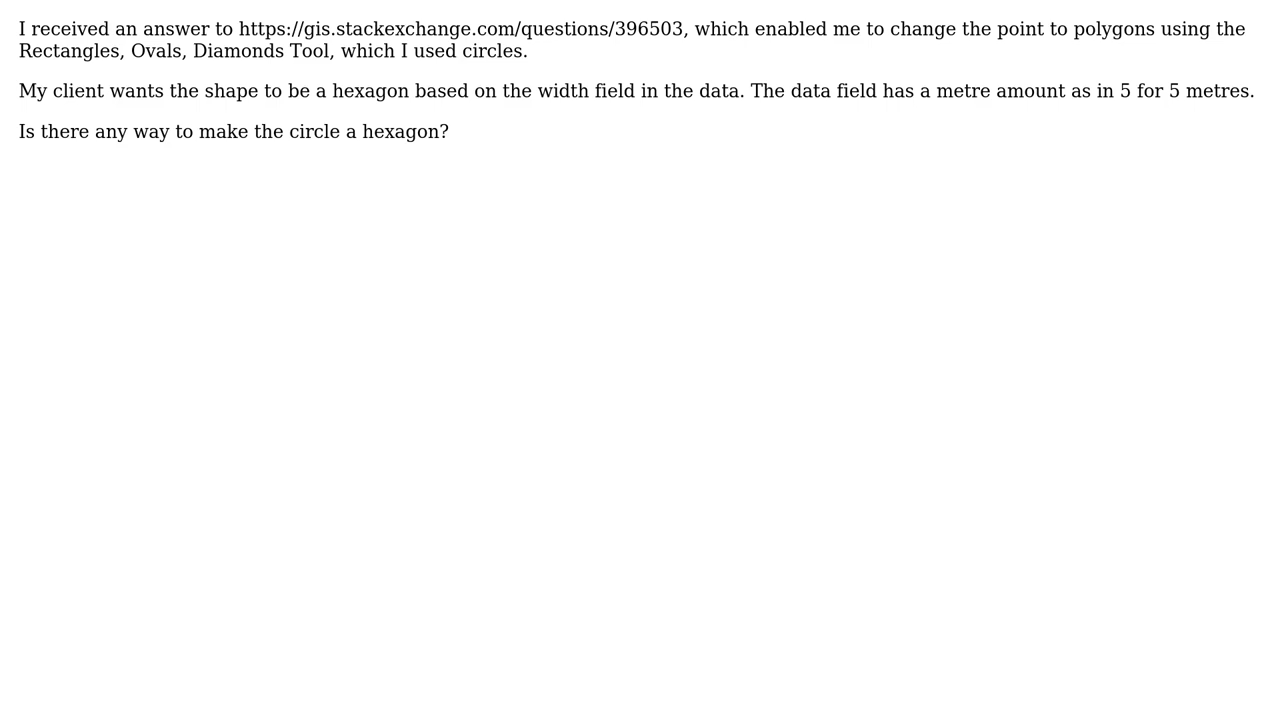 I received an answer to https://gis.stackexchange.com/questions/396503, which enabled me to change the point to polygons using the
Rectangles, Ovals, Diamonds Tool, which I used circles.
My client wants the shape to be a hexagon based on the width field in the data. The data field has a metre amount as in 5 for 5 metres.
Is there any way to make the circle a hexagon?